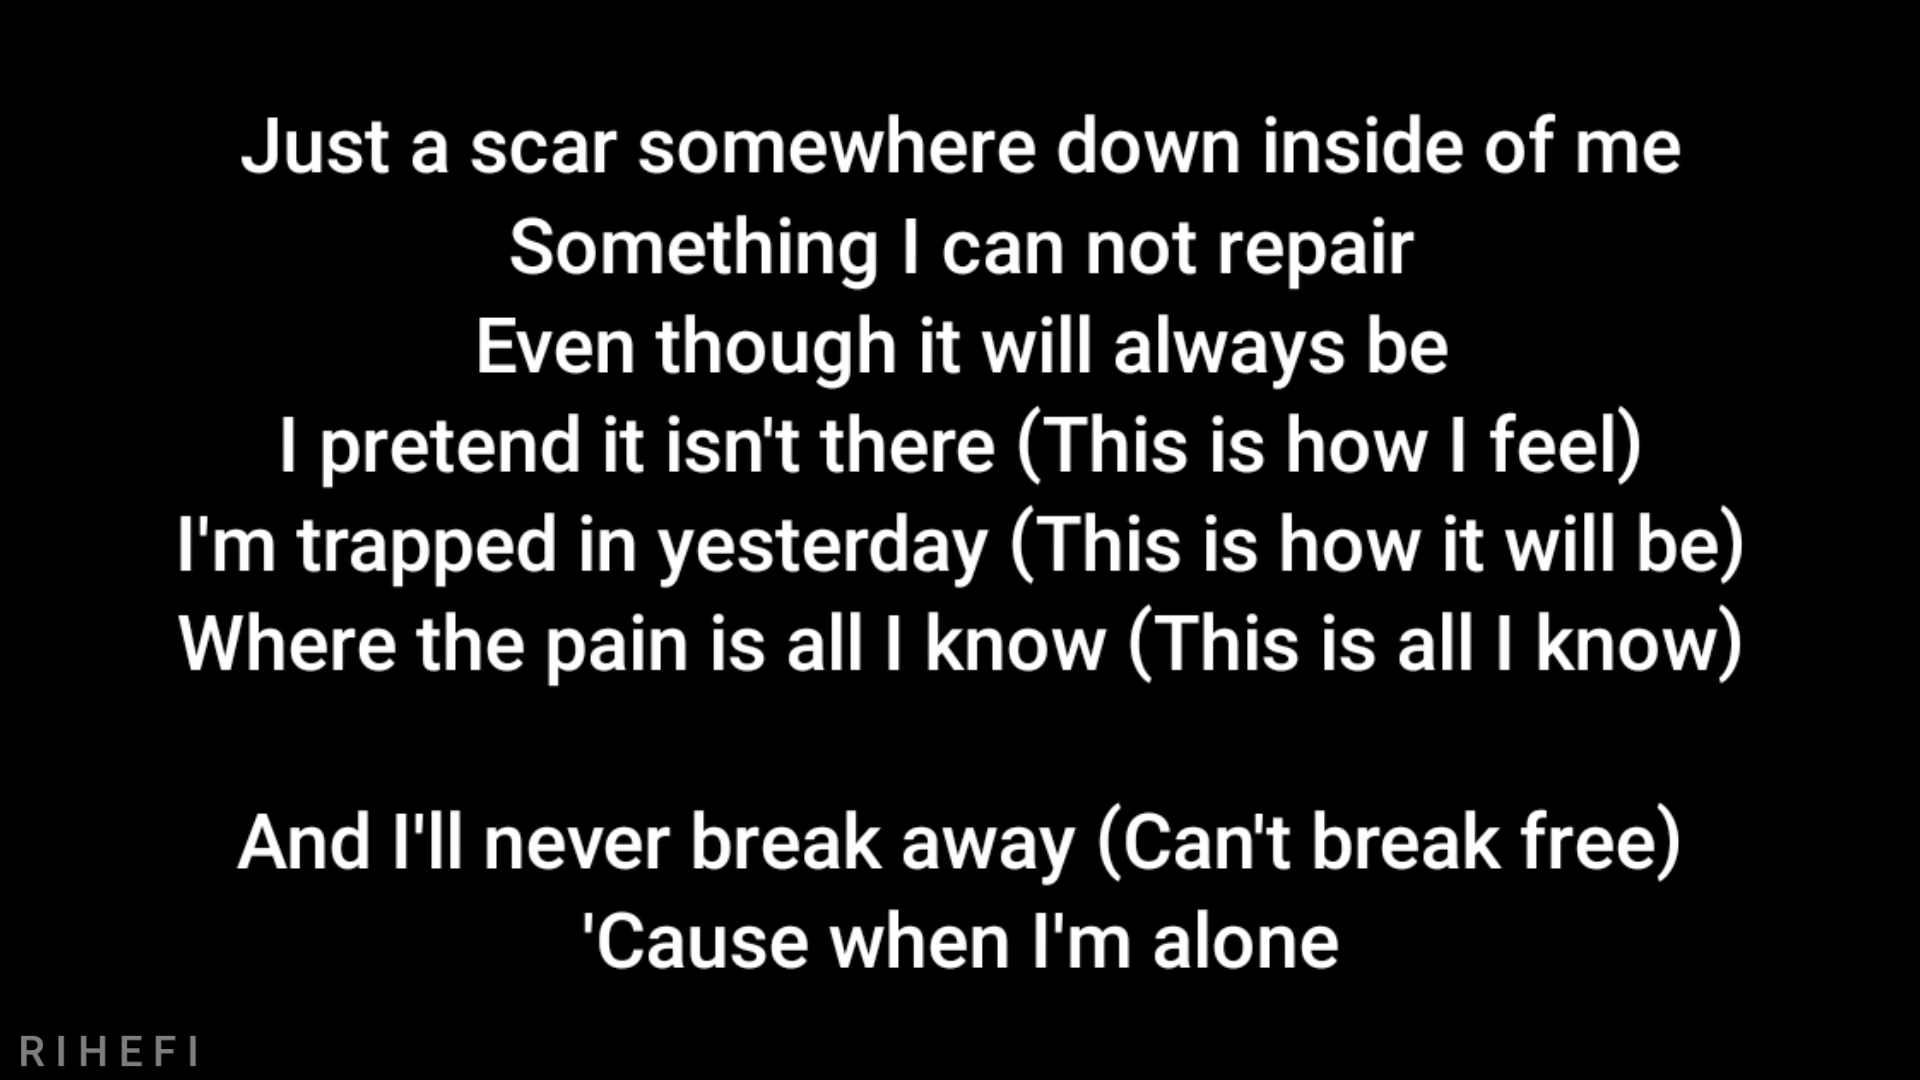 Just a scar somewhere down inside of me
Something I can not repair
Even though it will always be
I pretend it isn't there (This is how I feel)
I'm trapped in yesterday (This is how it will be)
Where the pain is all I know (This is all I know)
And I'll never break away (Can't break free)
'Cause when I'm alone
RIHEFI